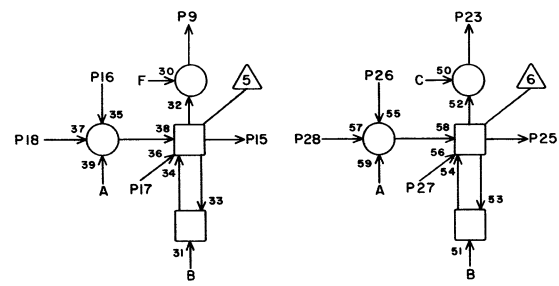 P9 P23
F 30 5 C 50 6
P16 P26
35 32 55 52
P18 37 38 P15 P28 57 58 P25
39 36 59 56
34 54
A P17 33 A P27 53
31 51
B B